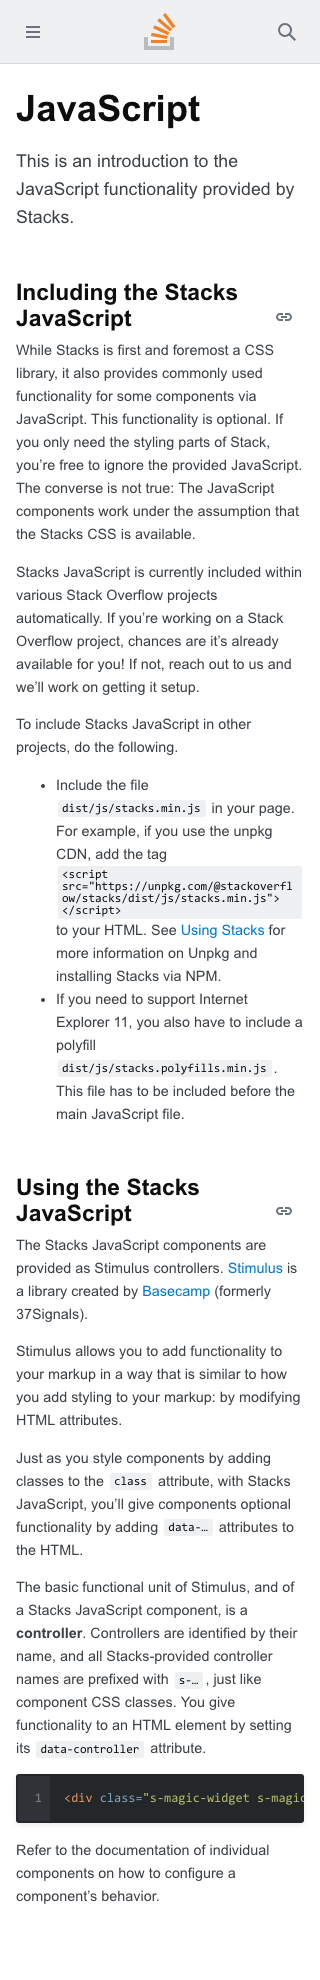 JavaScript
This is an introduction to the
JavaScript functionality provided by
Stacks.
Including the Stacks
JavaScript
While Stacks is first and foremost a CSS
library, it also provides commonly used
functionality for some components via
JavaScript. This functionality is optional. If
you only need the styling parts of Stack,
you’re free to ignore the provided JavaScript.
The converse is not true: The JavaScript
components work under the assumption that
the Stacks CSS is available.
Stacks JavaScript is currently included within
various Stack Overflow projects
automatically. If you’re working on a Stack
Overflow project, chances are it’s already
available for you! If not, reach out to us and
we’ll work on getting it setup.
To include Stacks JavaScript in other
projects, do the following.
• Include the file
dist/js/stacks.min.js in your page.
For example, if you use the unpkg
CDN, add the tag
<script
src="https://unpkg.com/@stackoverfl
ow/stacks/dist/js/stacks.min.js">
</script>
to your HTML. See Using Stacks for
more information on Unpkg and
installing Stacks via NPM.
• If you need to support Internet
Explorer 11, you also have to include a
polyfill
dist/js/stacks.polyfills.min.js .
This file has to be included before the
main JavaScript file.
Using the Stacks
JavaScript
The Stacks JavaScript components are
provided as Stimulus controllers. Stimulus is
a library created by Basecamp (formerly
37Signals).
Stimulus allows you to add functionality to
your markup in a way that is similar to how
you add styling to your markup: by modifying
HTML attributes.
Just as you style components by adding
classes to the class attribute, with Stacks
JavaScript, you’ll give components optional
functionality by adding data-… attributes to
the HTML.
The basic functional unit of Stimulus, and of
a Stacks JavaScript component, is a
controller. Controllers are identified by their
name, and all Stacks-provided controller
names are prefixed with s-… , just like
component CSS classes. You give
functionality to an HTML element by setting
its data-controller attribute.
1 <div class="s-magic-widget s-magic
Refer to the documentation of individual
components on how to configure a
component’s behavior.